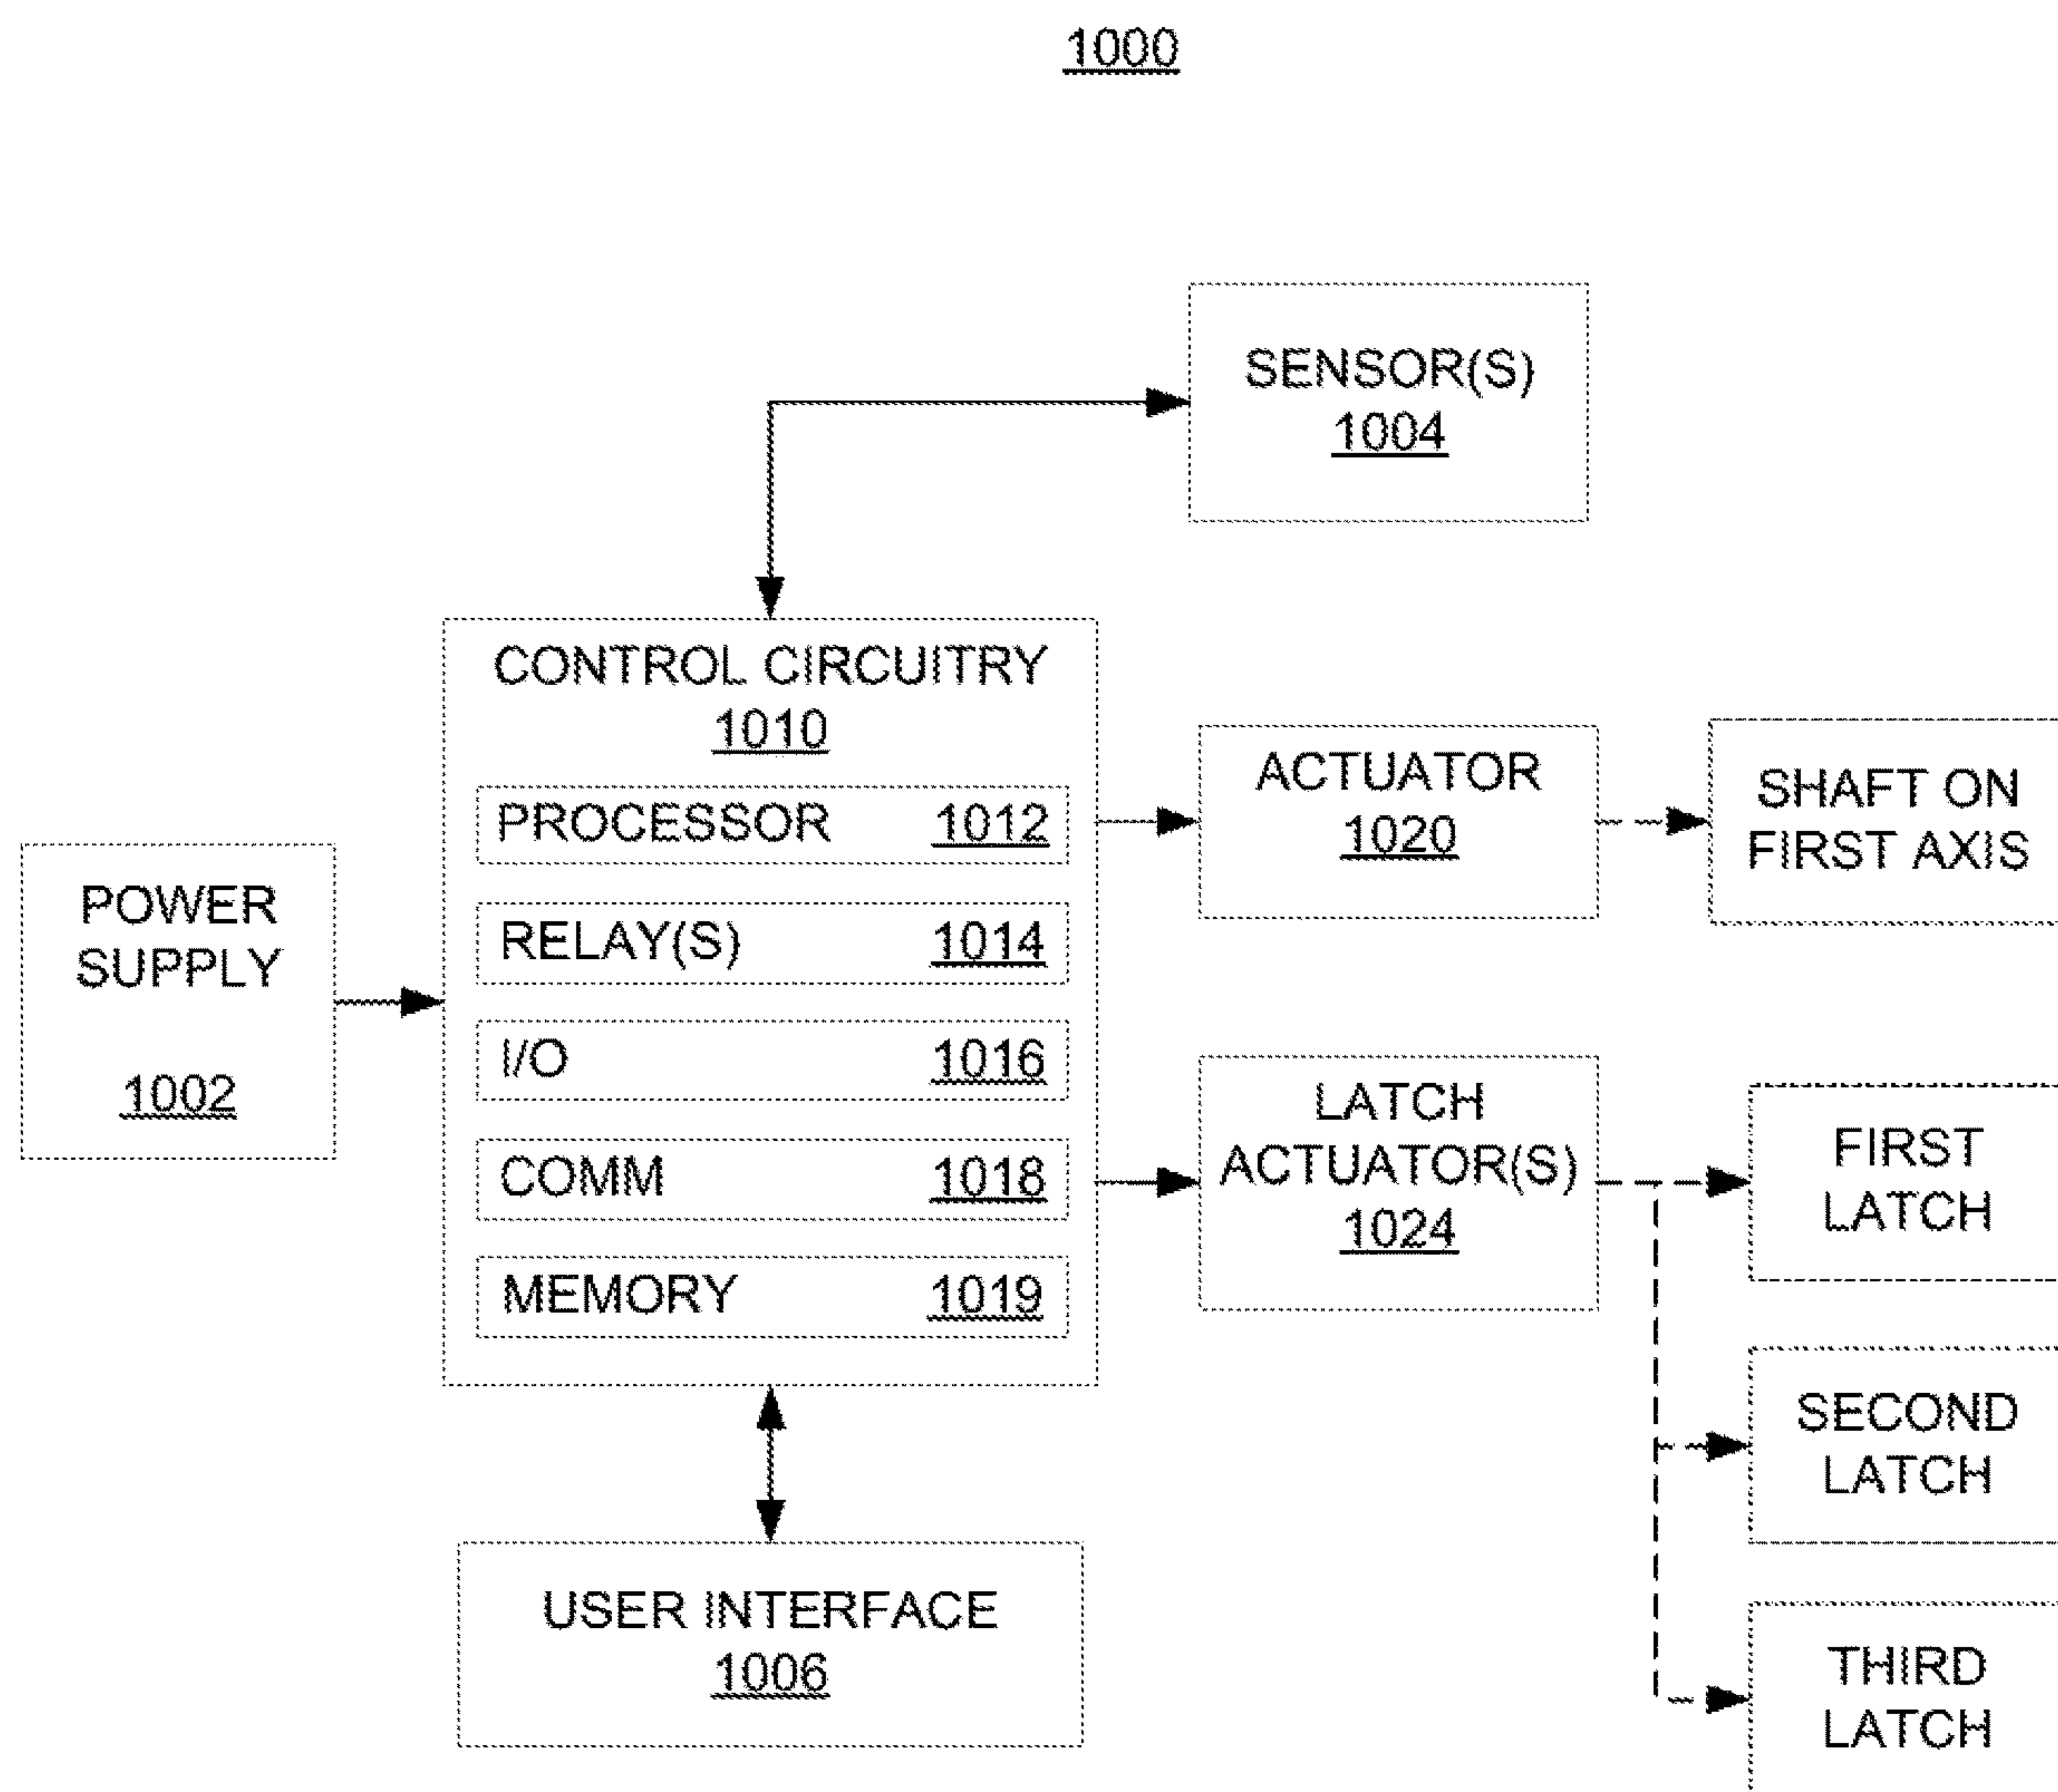 1000
SENSOR(S)
1004
CONTROL CIRCUITRY
1010
PROCESSOR 1012
RELAY(S) 1014
I/O 1016
COMM 1018
MEMORY 1019
POWER
SUPPLY
1002
ACTUATOR
1020
SHAFT ON
FIRST AXIS
LATCH
ACTUATOR(S)
1024
FIRST
LATCH
SECOND
LATCH
THIRD
LATCH
USER INTERFACE
1006